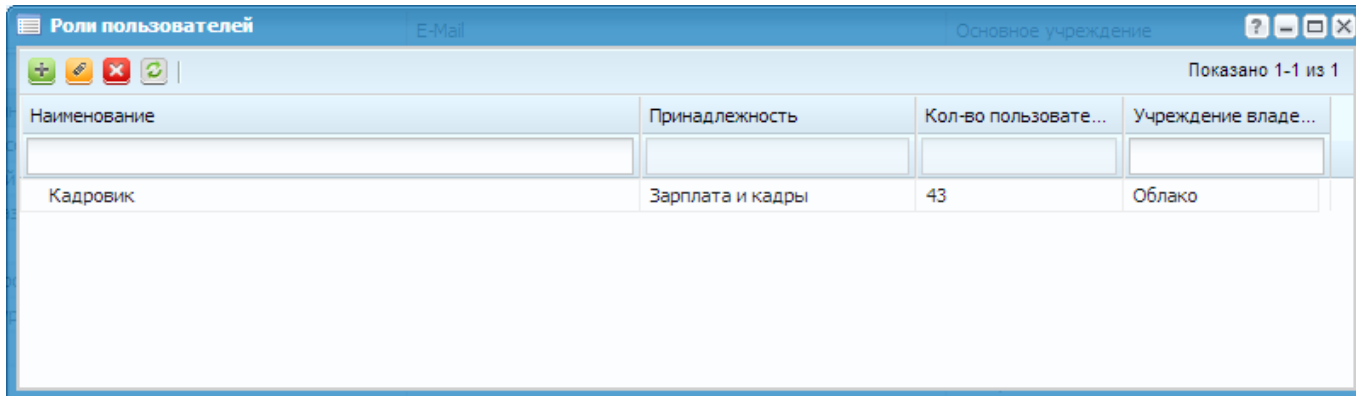 Роли пользователей
E-Mail
Основное учреждение
Показано 1-1 из 1
Наименование Принадлежность Кол-во пользовате... Учреждение владе...
Кадровик Зарплата и кадры 43 Облако